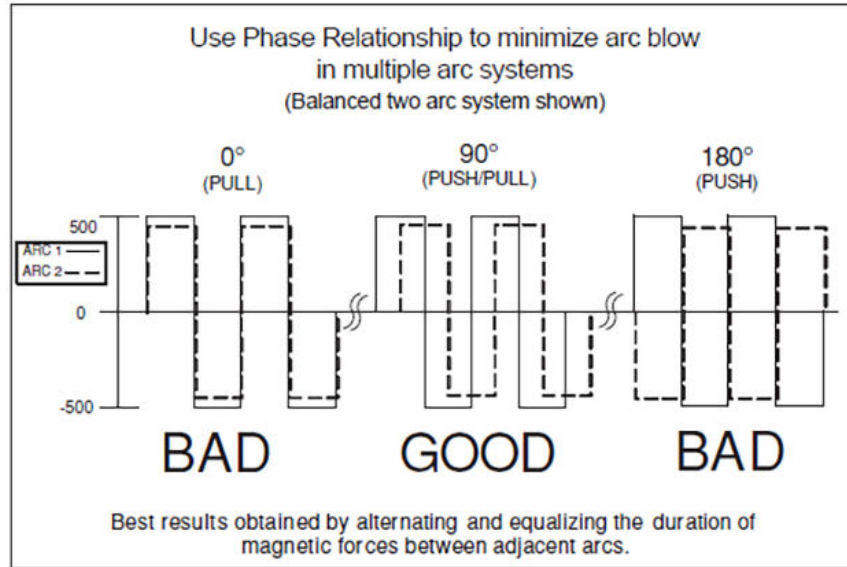 Use Phase Relationship to minimize arc blow
in multiple arc systems
(Balanced two arc system shown)
0° 90° 180°
(PULL) (PUSH/PULL) (PUSH)
500
ARC 1
ARC 2
0
-500
BAD GOOD BAD
Best results obtained by alternating and equalizing the duration of
magnetic forces between adjacent arcs.